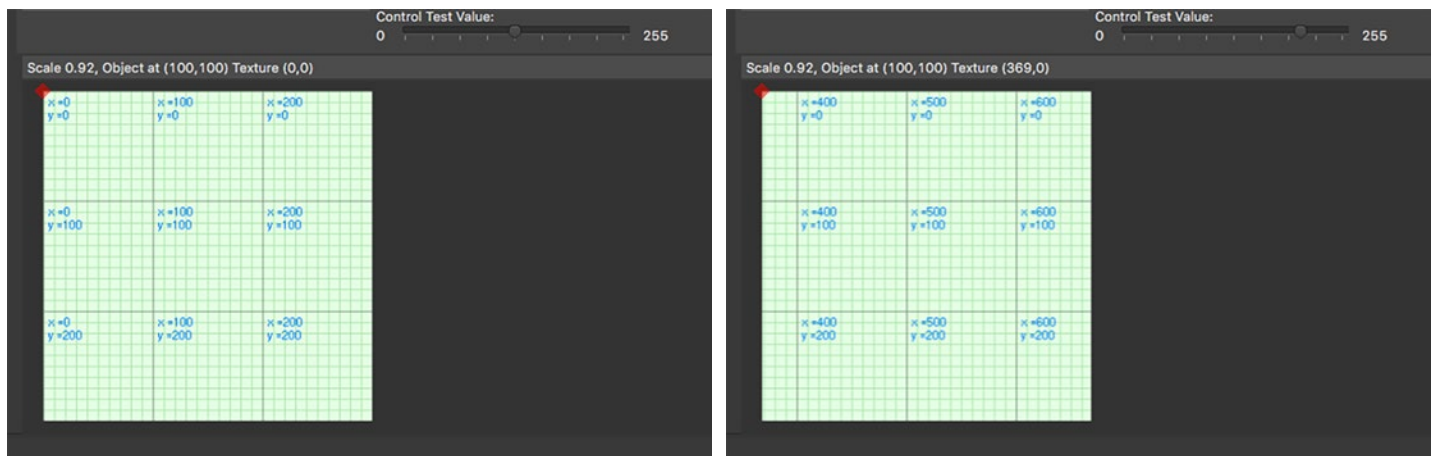 Control Test Value:
0 255
Scale 0.92, Object at (100,100) Texture (0,0)
x =0 x =100 x =200
y =0 y =0 y =0
x =0 x =100 x =200
y =100 y =100 y =100
x =0 x =100 x =200
y =200 y =200 y =200
Control Test Value:
0 255
Scale 0.92, Object at (100,100) Texture (369,0)
x =400 x =500 x =600
y =0 y =0 y =0
x =400 x =500 x =600
y =100 y =100 y =100
x =400 x =500 x =600
y =200 y =200 y =200